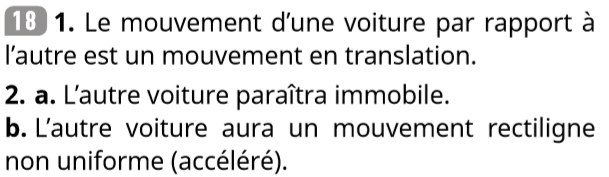 18 1. Le mouvement d’une voiture par rapport à
l’autre est un mouvement en translation.
2. a. L’autre voiture paraîtra immobile.
b. L’autre voiture aura un mouvement rectiligne
non uniforme (accéléré).